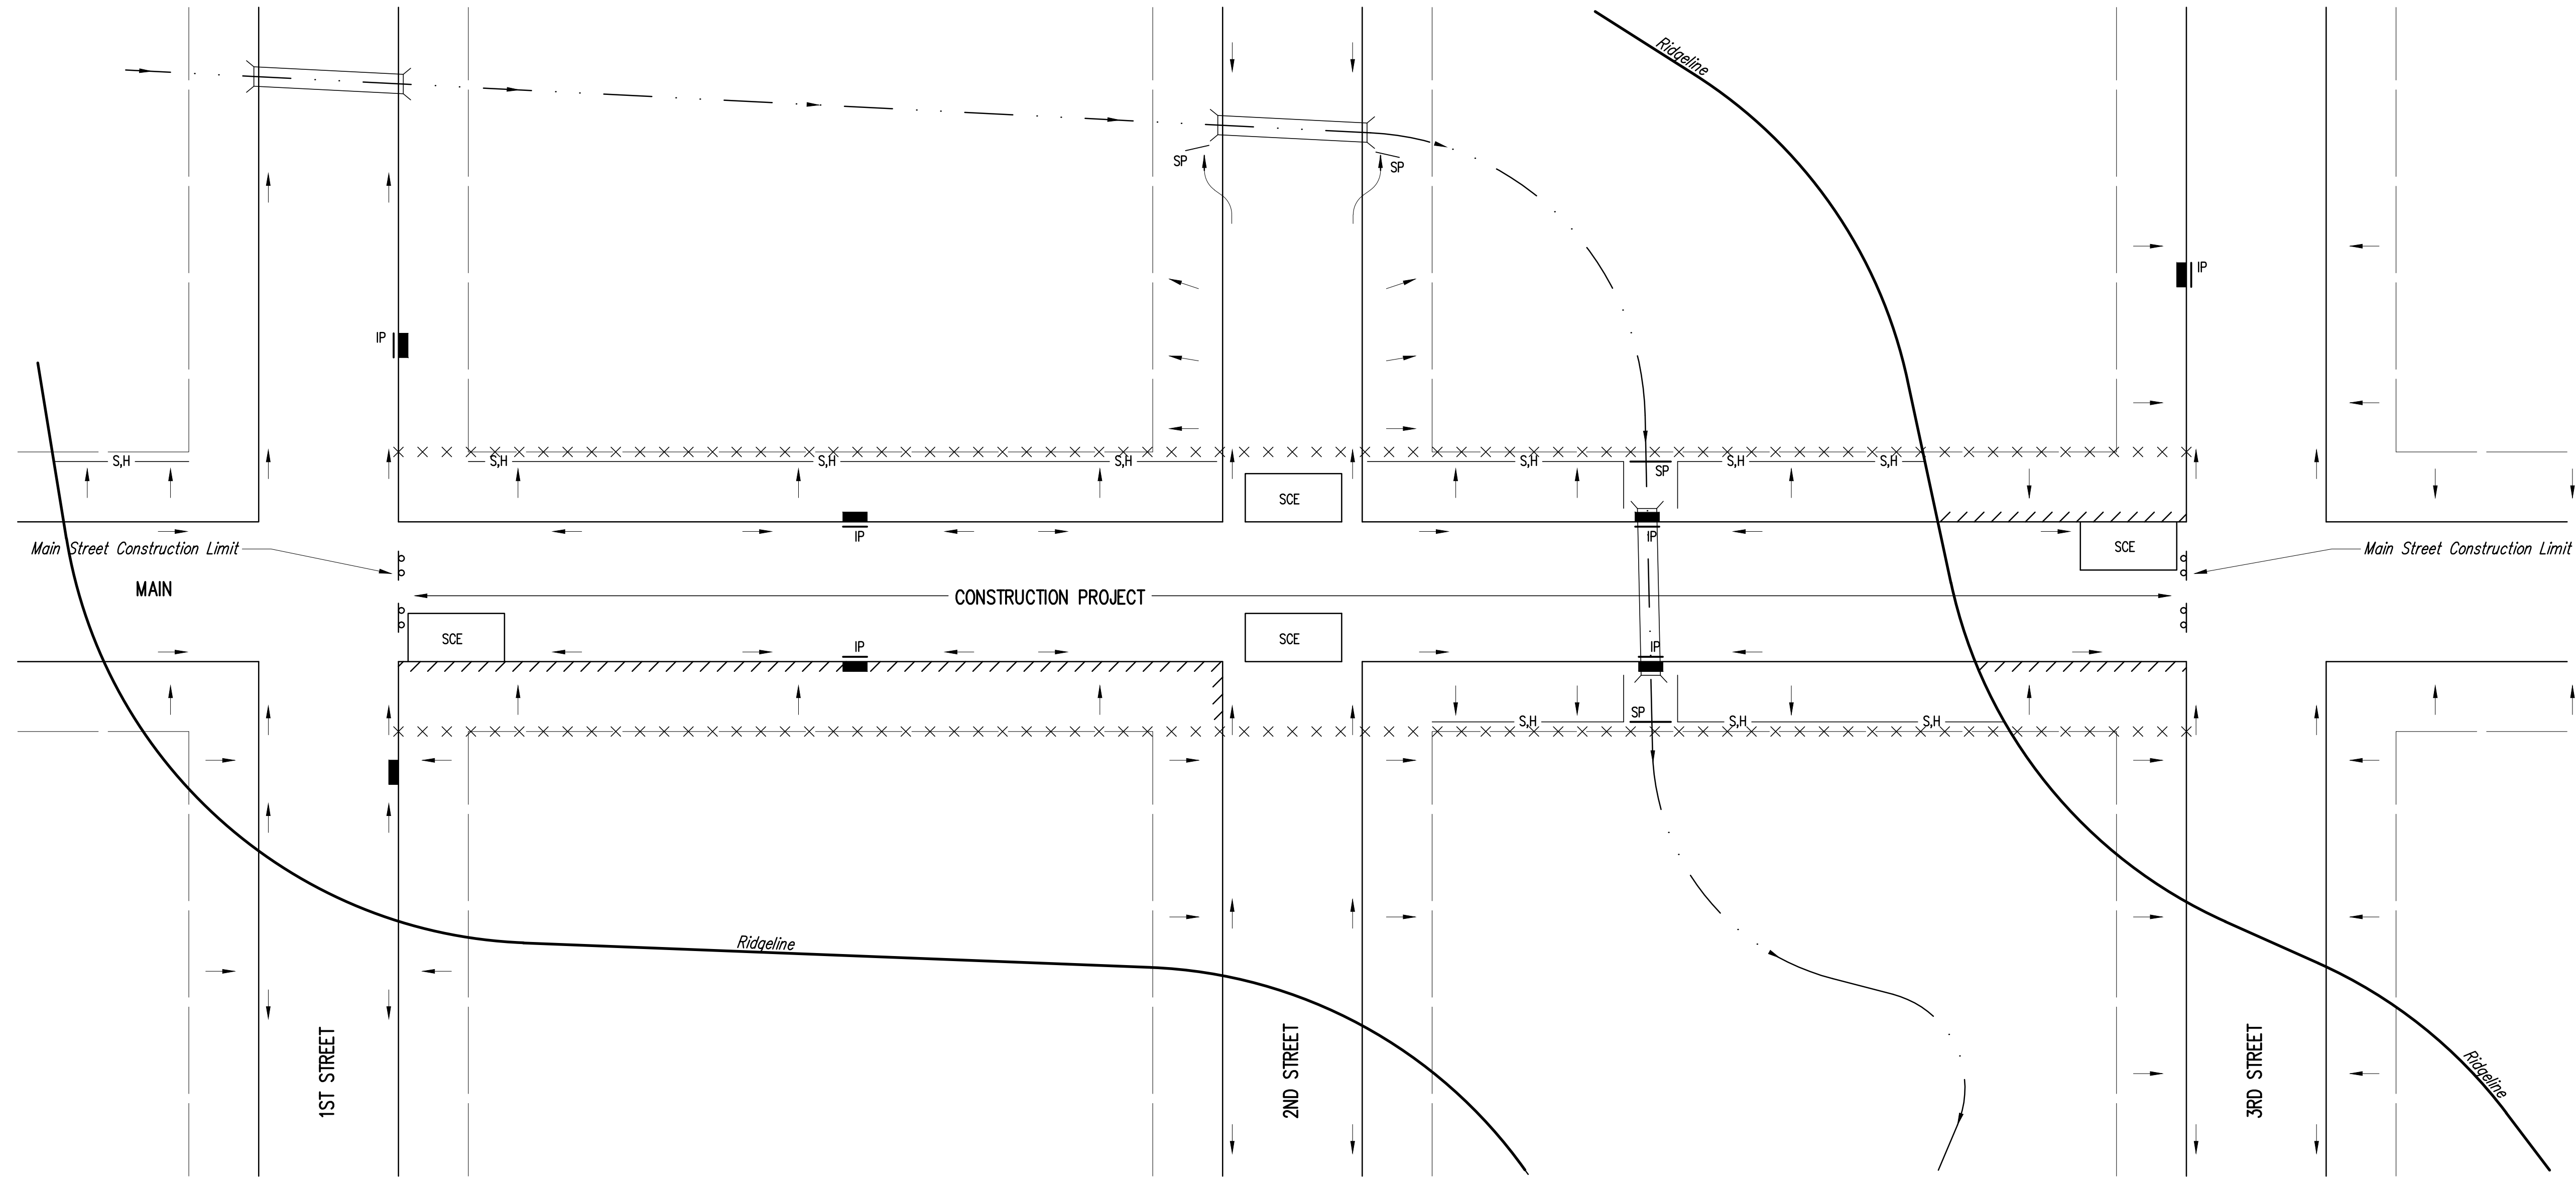 Ridgeline
SP
SP
IP
IP
S,H
S,H
S,H
S,H
S,H
S,H
S,H
SP
SCE
IP
IP
SCE
Main Street Construction Limit
Main Street Construction Limit
MAIN
CONSTRUCTION PROJECT
SCE
SCE
IP
IP
SP
S,H
S,H
S,H
Ridgeline
1ST STREET
2ND STREET
3RD STREET
Ridgeline